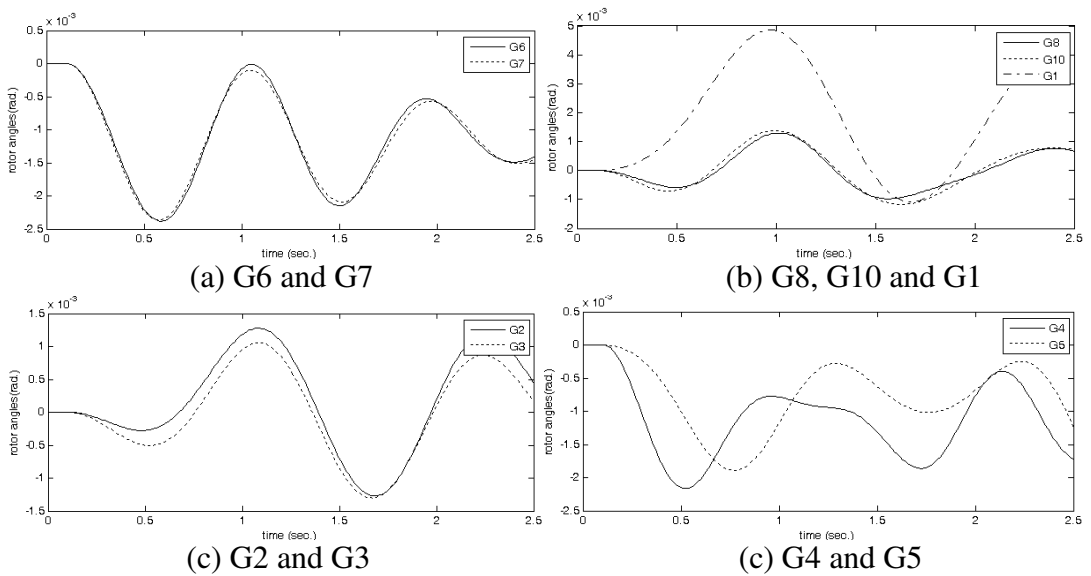 x 10-3
0.5
0
-0.5
-1
-1.5
-2
-2.5
rotor angles(rad.)
G6
G7
0 0.5 1 1.5 2 2.5
time (sec.)
(a) G6 and G7
x 10-3
5
4
3
2
1
0
-1
-2
rotor angles(rad.)
G8
G10
G1
0 0.5 1 1.5 2 2.5
time (sec.)
(b) G8, G10 and G1
x 10-3
1.5
1
0.5
0
-0.5
-1
-1.5
rotor angles(rad.)
G2
G3
0 0.5 1 1.5 2 2.5
time (sec.)
(c) G2 and G3
x 10-3
0.5
0
-0.5
-1
-1.5
-2
-2.5
rotor angles(rad.)
G4
G5
0 0.5 1 1.5 2 2.5
time (sec.)
(c) G4 and G5